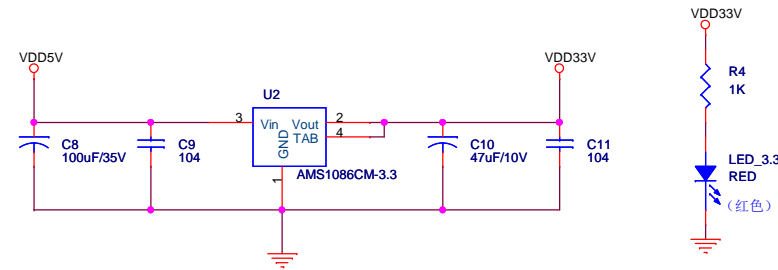 VDD33V
VDD5V
VDD33V
U2
R4
1K
3
Vin
Vout
2
TAB
4
GND
1
C8
100uF/35V
C9
104
C10
47uF/10V
C11
104
AMS1086CM-3.3
LED_3.3
RED
(红色)